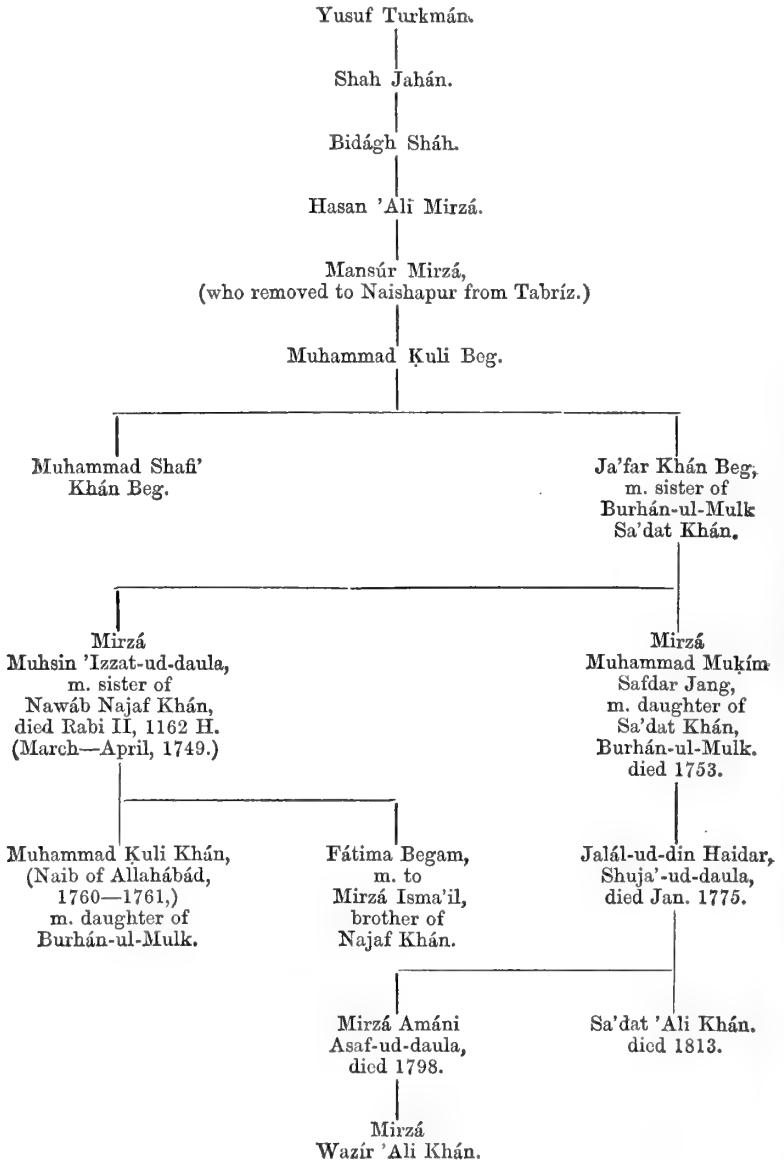 Yusuf Turkmán.
Shah Jahán.
Bidágh Sháh.
Hasan 'Ali Mirzá.
Mansúr Mirzá,
(who removed to Naishapur from Tabríz.)
Muhammad Ḳuli Beg.
Muhammad Shafi'
Khán Beg.
Ja'far Khán Beg,
m. sister of
Burhán-ul-Mulk
Sa'dat Khán.
Mirzá
Muhsin 'Izzat-ud-daula,
m. sister of
Nawáb Najaf Khán,
died Rabi II, 1162 H.
(March—April, 1749.)
Mirzá
Muhammad Muḳím
Safdar Jang,
m. daughter of
Sa'dat Khán,
Burhán-ul-Mulk.
died 1753.
Muhammad Ḳuli Khán,
(Naib of Allahábád,
1760—1761,)
m. daughter of
Burhán-ul-Mulk.
Fátima Begam,
m. to
Mirzá Isma'il,
brother of
Najaf Khán.
Jalál-ud-din Haidar,
Shuja'-ud-daula,
died Jan. 1775.
Mirzá Amáni
Asaf-ud-daula,
died 1798.
Sa'dat 'Ali Khán.
died 1813.
Mirzá
Wazír 'Ali Khán.